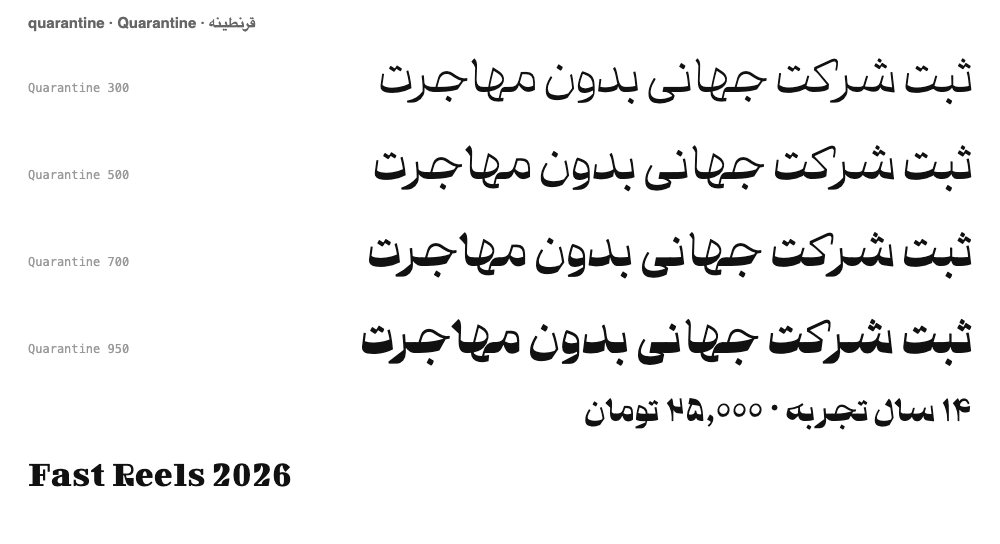 quarantine · Quarantine · قرنطینه
Quarantine 300
ثبت شرکت جهانی بدون مهاجرت
Quarantine 500
ثبت شرکت جهانی بدون مهاجرت
Quarantine 700
ثبت شرکت جهانی بدون مهاجرت
Quarantine 950
ثبت شرکت جهانی بدون مهاجرت
۱۴ سال تجربه · ۲۵,۰۰۰ تومان
Fast Reels 2026